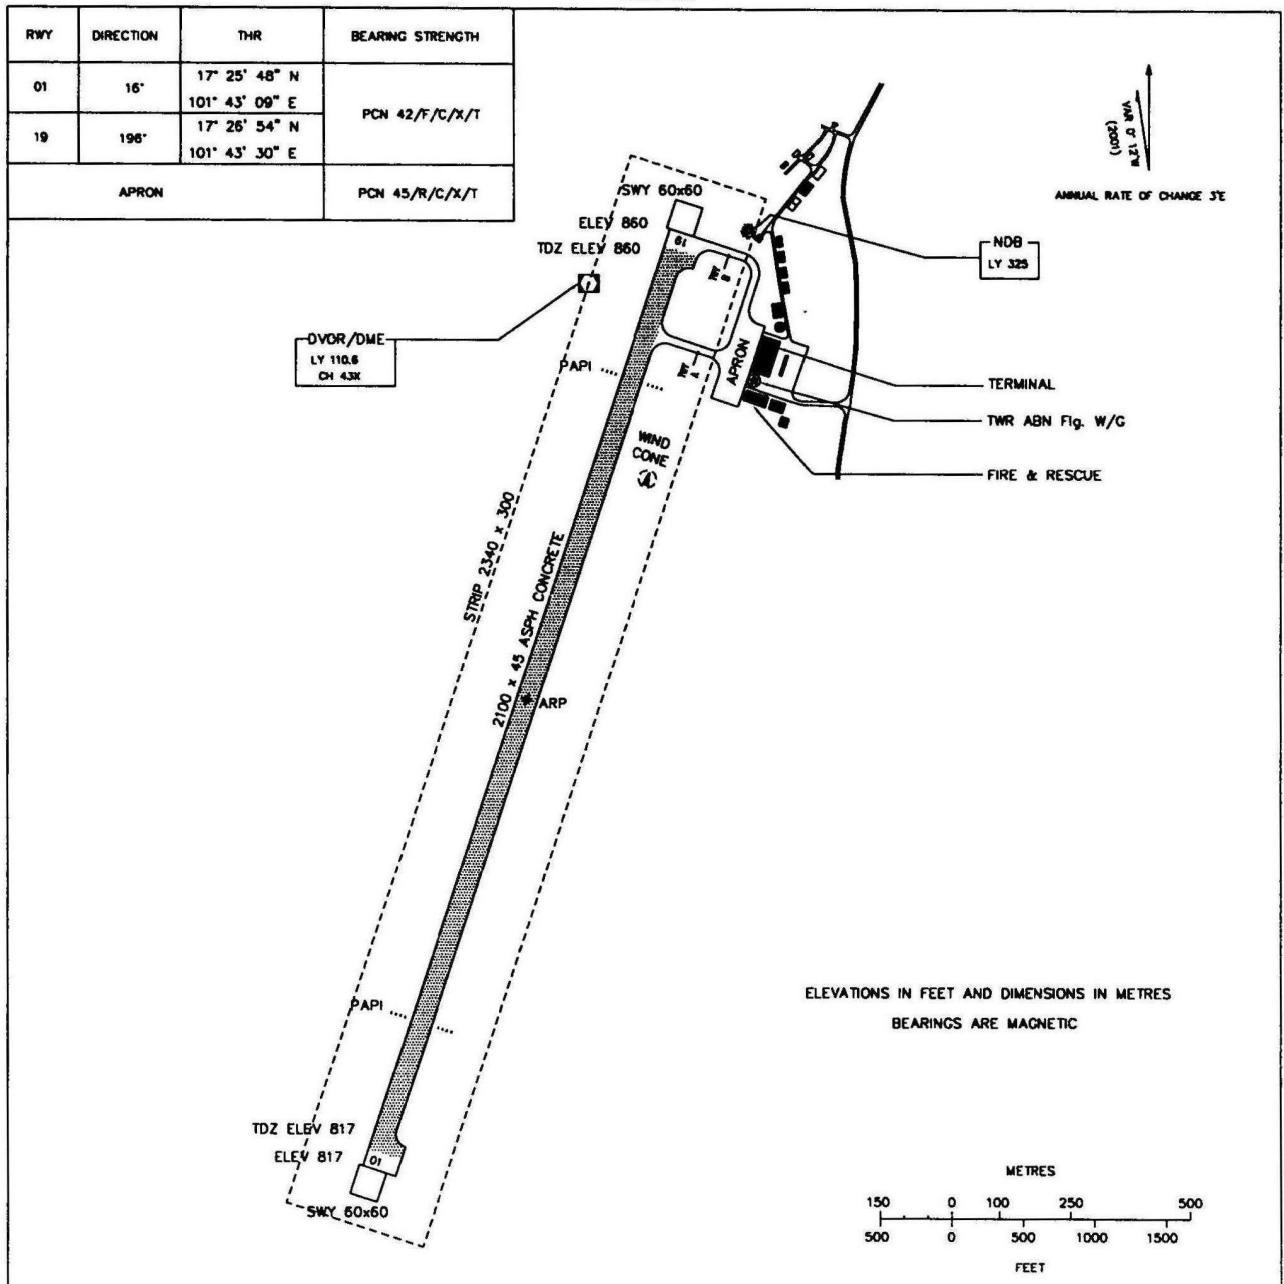 RWY DIRECTION THR BEARING STRENGTH
01 16° 17° 25' 48" N
101° 43' 09" E
PCN 42/F/C/X/T
19 196° 17° 26' 54" N
101° 43' 30" E
APRON PCN 45/R/C/X/T
VAR 0° 12'W
(2001)
ANNUAL RATE OF CHANGE 3'E
SWY 60x60
ELEV 860
TDZ ELEV 860
19
TWY
B
NDB
LY 325
DVOR/DME
LY 110.6
CH 43X
PAPI
TWY
A
APRON
TERMINAL
TWR ABN Flg. W/G
FIRE & RESCUE
WIND
CONE
STRIP 2340 x 300
2100 x 45 ASPH CONCRETE
ARP
PAPI
ELEVATIONS IN FEET AND DIMENSIONS IN METRES
BEARINGS ARE MAGNETIC
TDZ ELEV 817
ELEV 817
01
SWY 60x60
METRES
150 0 100 250 500
500 0 500 1000 1500
FEET